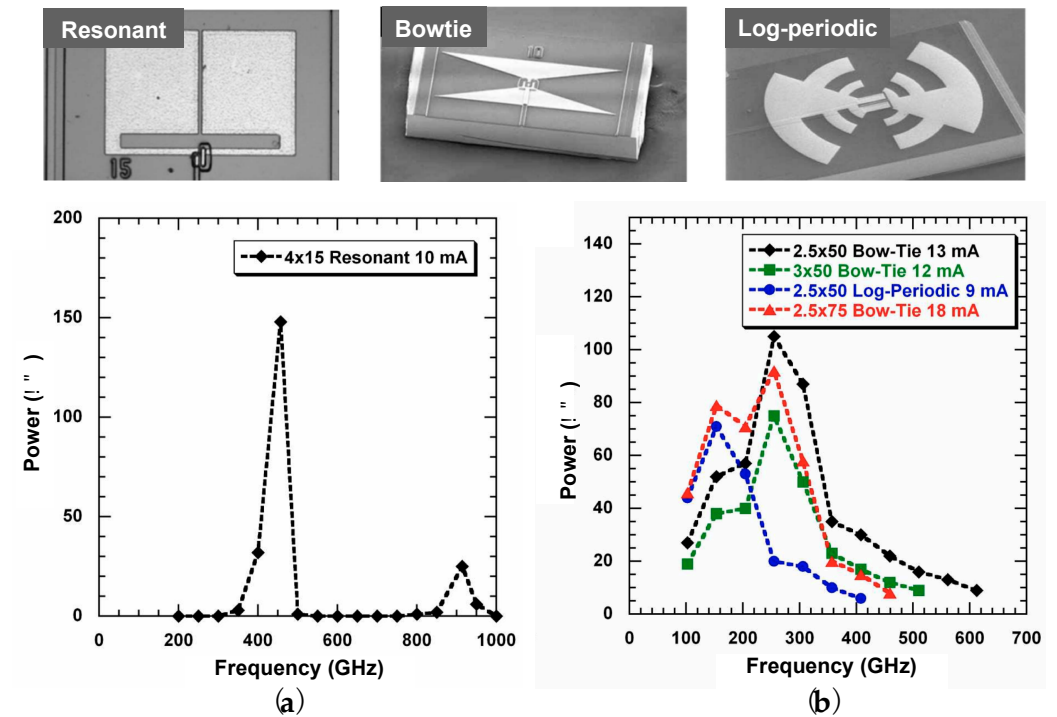 Resonant
Bowtie
Log-periodic
15
10
200
150
100
50
0
0
200
400
600
800
1000
4x15 Resonant 10 mA
Power (!" )
Frequency (GHz)
(a)
140
120
100
80
60
40
20
0
0
100
200
300
400
500
600
700
2.5x50 Bow-Tie 13 mA
3x50 Bow-Tie 12 mA
2.5x50 Log-Periodic 9 mA
2.5x75 Bow-Tie 18 mA
Power (!" )
Frequency (GHz)
(b)